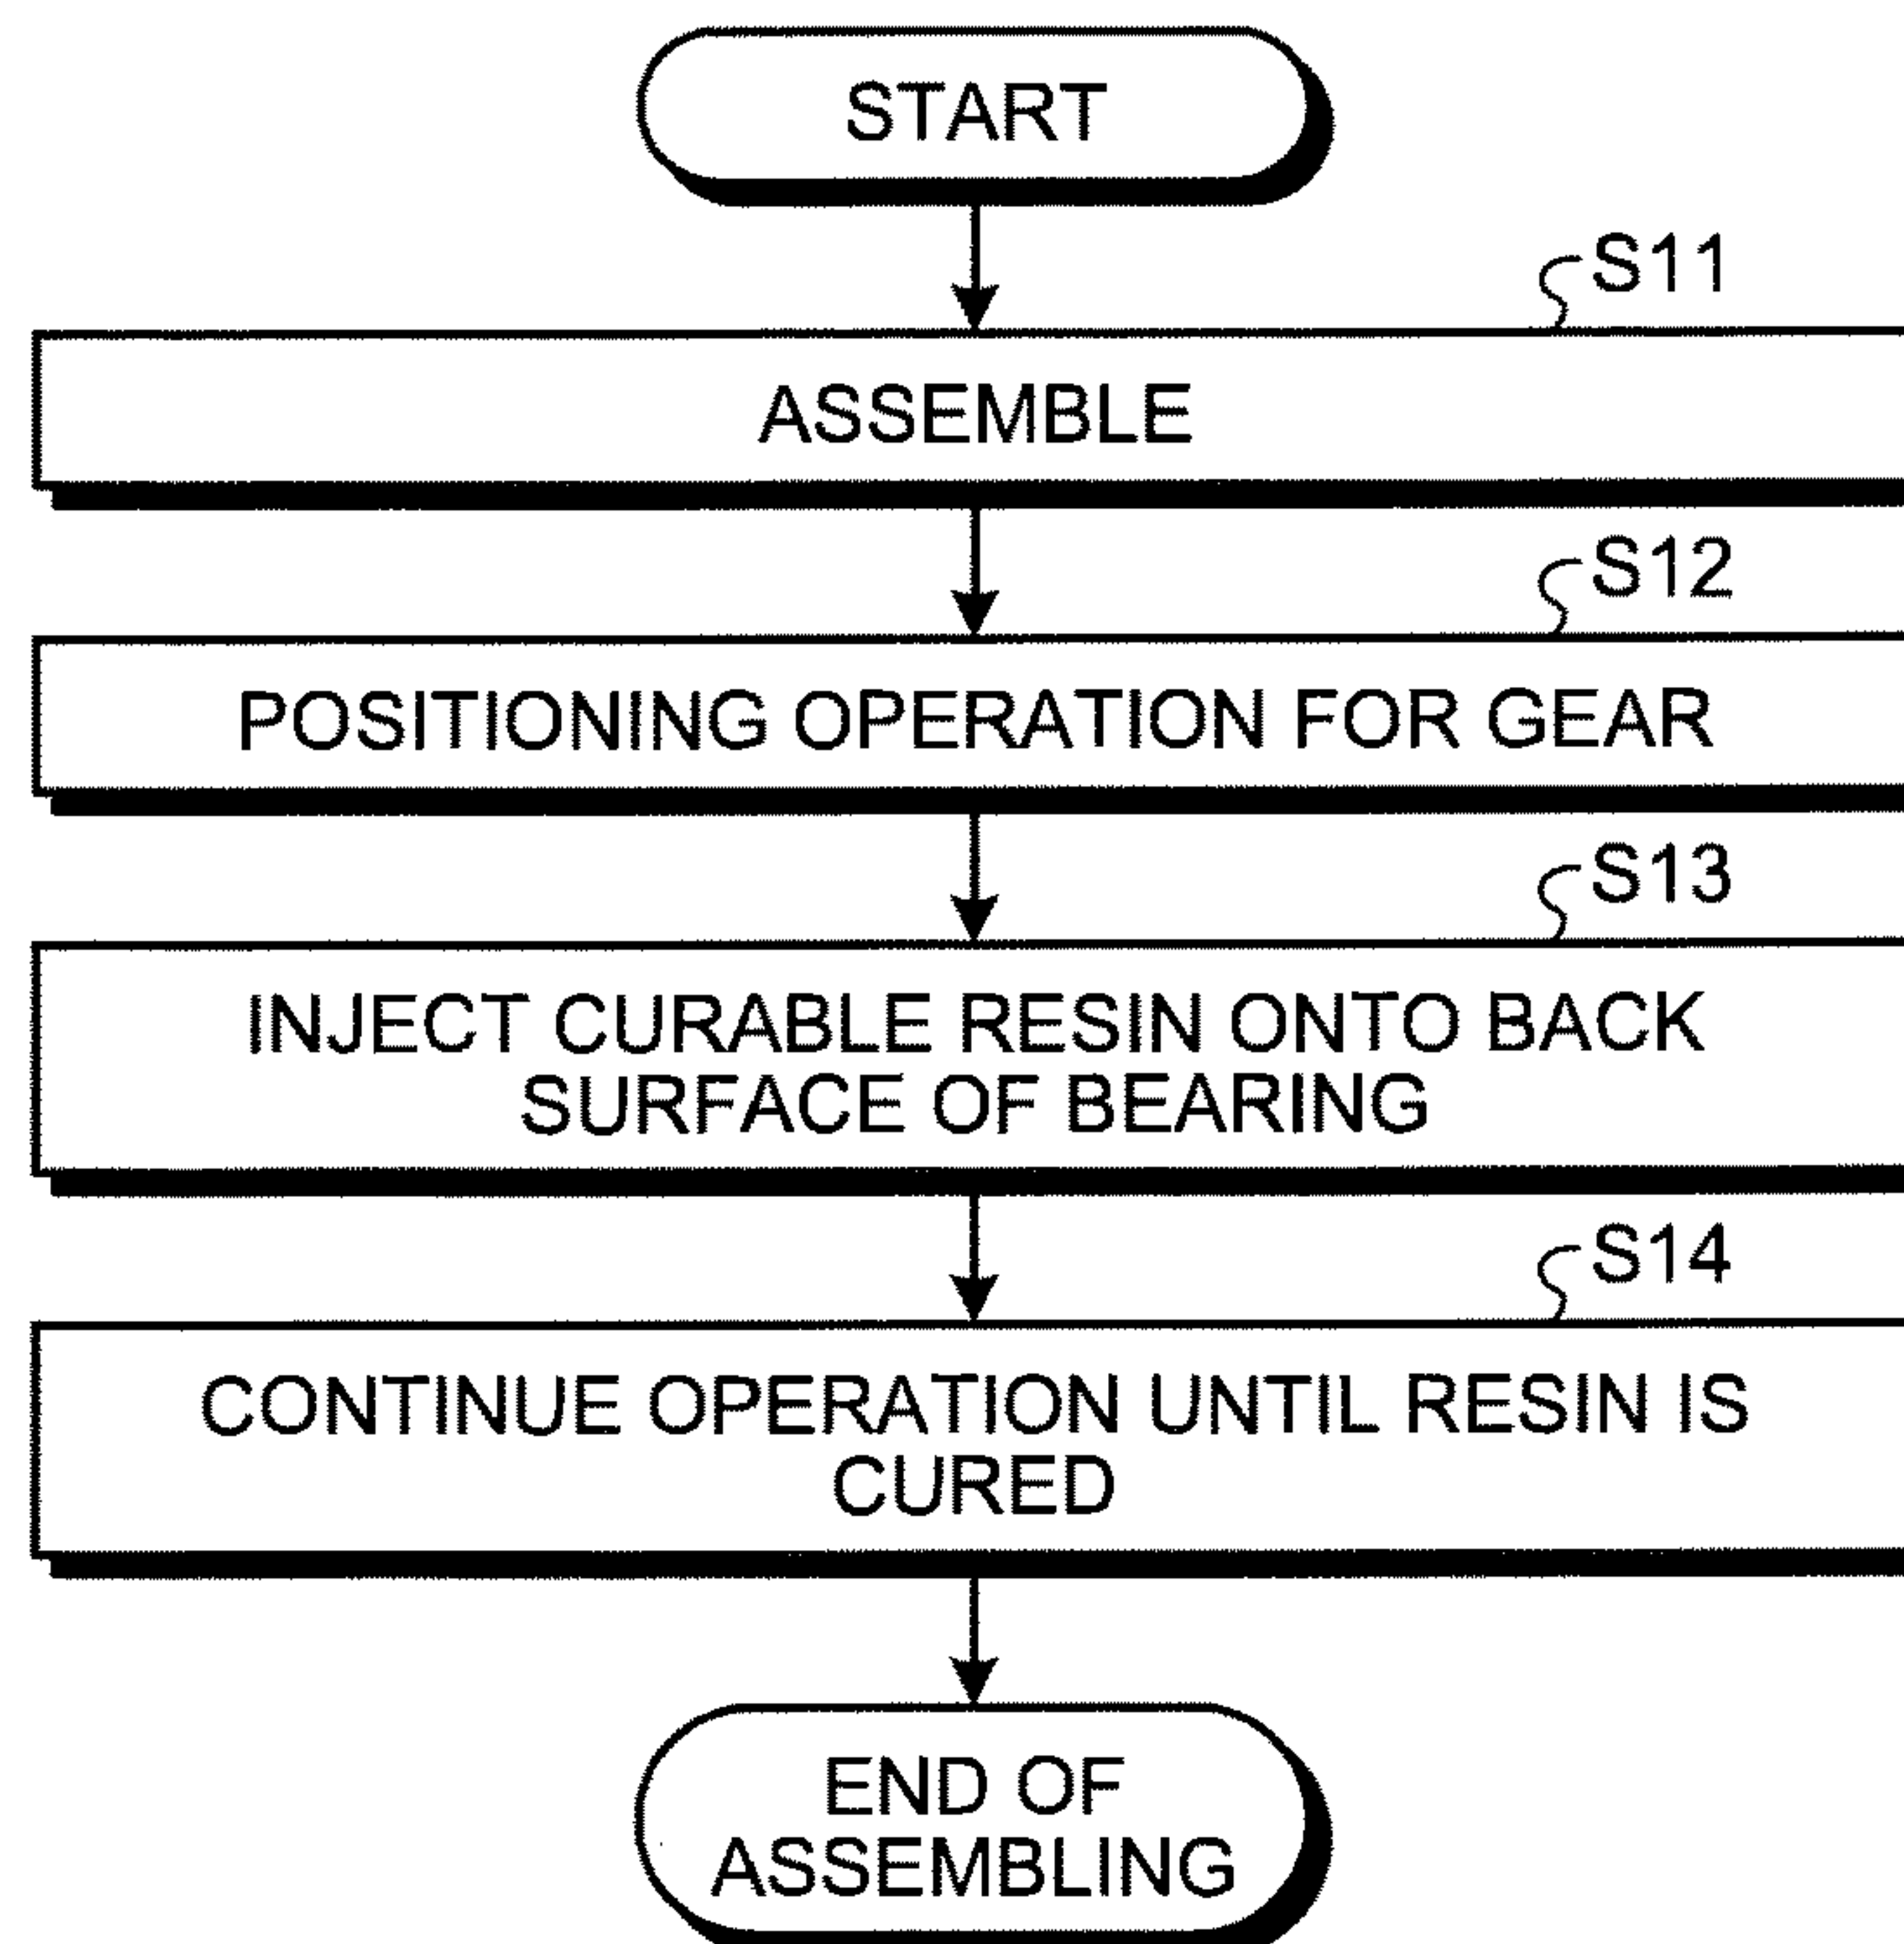 START
S11
ASSEMBLE
S12
POSITIONING OPERATION FOR GEAR
S13
INJECT CURABLE RESIN ONTO BACK
SURFACE OF BEARING
S14
CONTINUE OPERATION UNTIL RESIN IS
CURED
END OF
ASSEMBLING